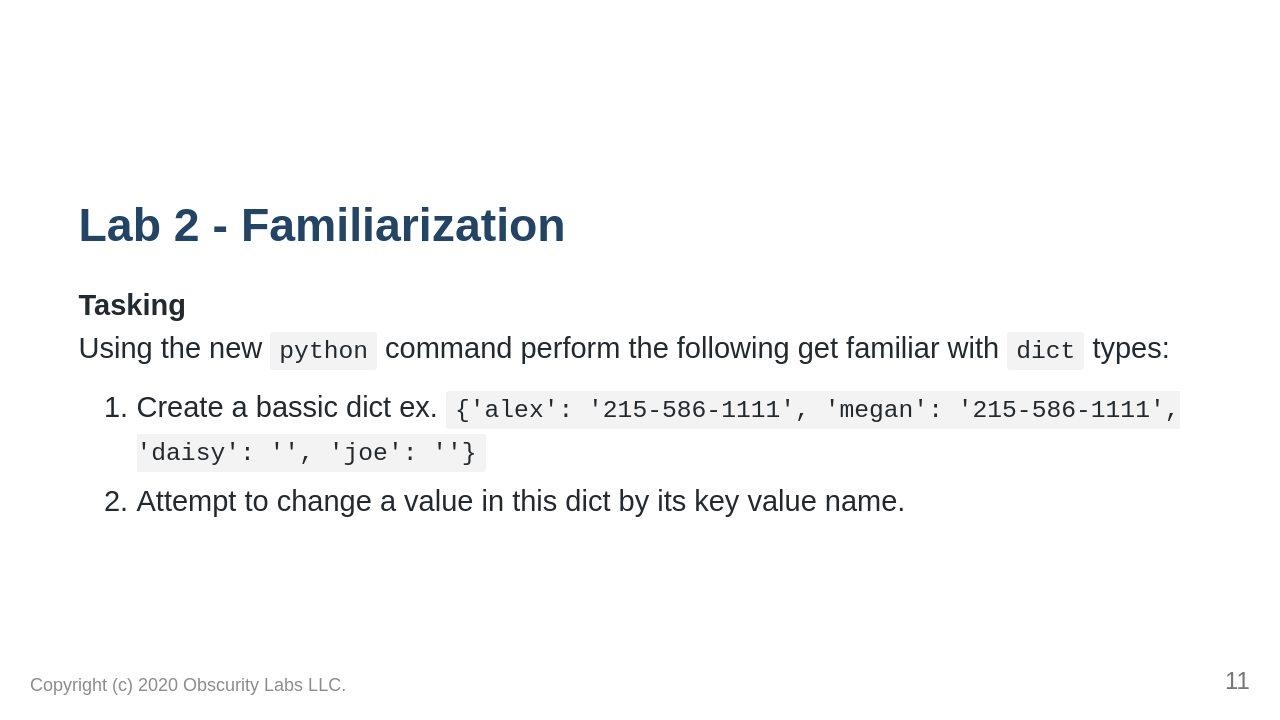 Lab 2 - Familiarization
Tasking
Using the new python command perform the following get familiar with dict types:
1. Create a bassic dict ex. {'alex': '215-586-1111', 'megan': '215-586-1111',
'daisy': '', 'joe': ''}
2. Attempt to change a value in this dict by its key value name.
Copyright (c) 2020 Obscurity Labs LLC.
11